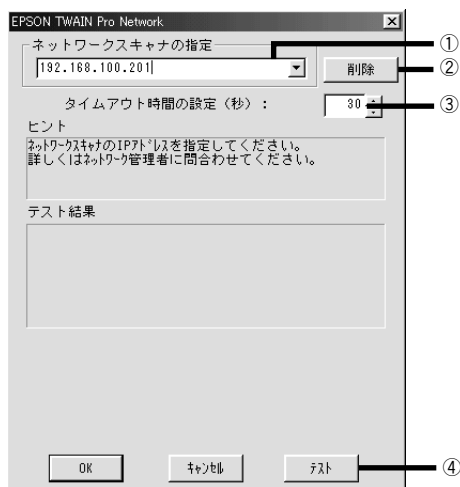 EPSON TWAIN Pro Network
ネットワークスキャナの指定
①
192.168.100.201
削除
②
タイムアウト時間の設定（秒）：
30
③
ヒント
ﾈｯﾄﾜｰｸｽｷｬﾅのIPｱﾄﾞﾚｽを指定してください。
詳しくはﾈｯﾄﾜｰｸ管理者に問合わせてください。
テスト結果
OK
ｷｬﾝｾﾙ
ﾃｽﾄ
④